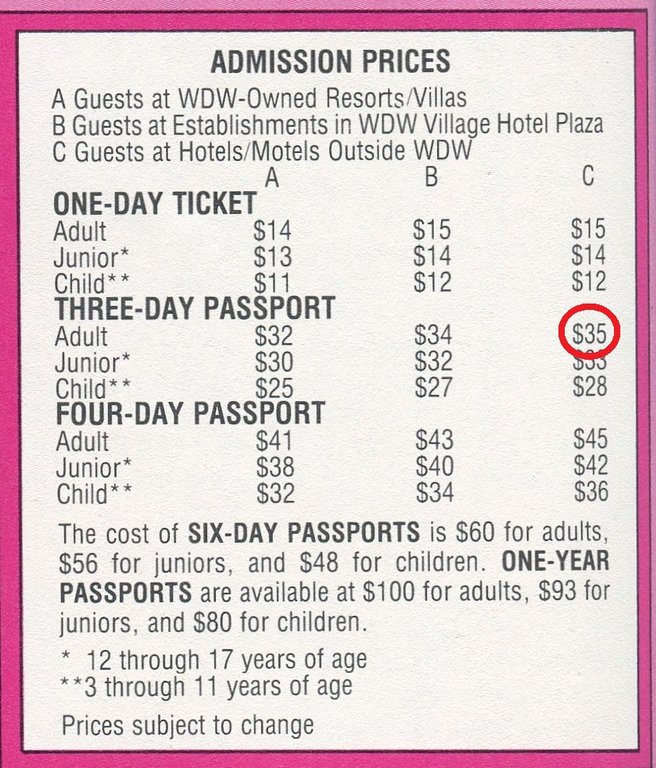 ADMISSION PRICES
A Guests at WDW-Owned Resorts/Villas
B Guests at Establishments in WDW Village Hotel Plaza
C Guests at Hotels/Motels Outside WDW
A B C
ONE-DAY TICKET
Adult $14 $15 $15
Junior* $13 $14 $14
Child** $11 $12 $12
THREE-DAY PASSPORT
Adult $32 $34 $35
Junior* $30 $32 $33
Child** $25 $27 $28
FOUR-DAY PASSPORT
Adult $41 $43 $45
Junior* $38 $40 $42
Child** $32 $34 $36
The cost of SIX-DAY PASSPORTS is $60 for adults,
$56 for juniors, and $48 for children. ONE-YEAR
PASSPORTS are available at $100 for adults, $93 for
juniors, and $80 for children.
* 12 through 17 years of age
**3 through 11 years of age
Prices subject to change